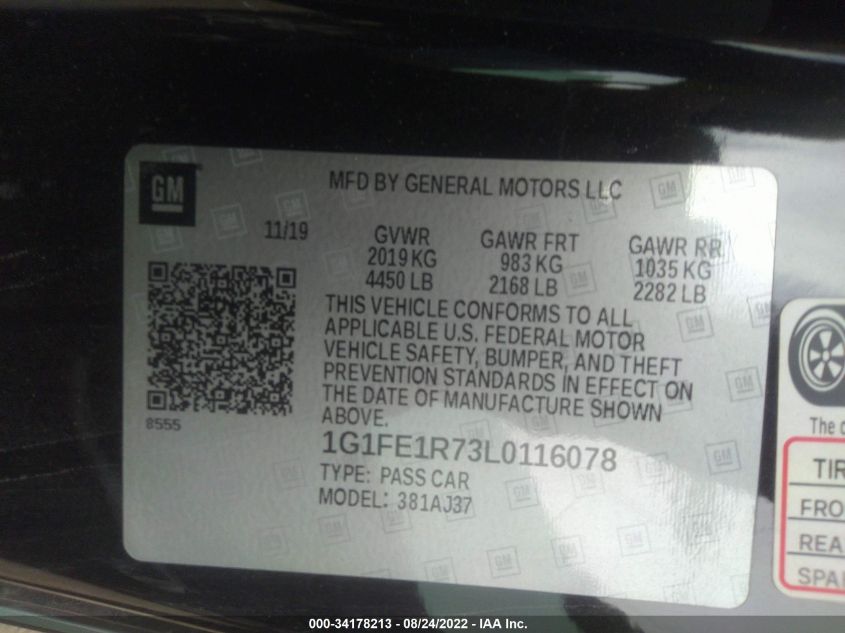 GM
MFD BY GENERAL MOTORS LLC
11/19
GVWR
2019 KG
4450 LB
GAWR FRT
983 KG
2168 LB
GAWR RR
1035 KG
2282 LB
THIS VEHICLE CONFORMS TO ALL
APPLICABLE U.S. FEDERAL MOTOR
VEHICLE SAFETY, BUMPER, AND THEFT
PREVENTION STANDARDS IN EFFECT ON
THE DATE OF MANUFACTURE SHOWN
ABOVE.
8555
1G1FE1R73L0116078
TYPE: PASS CAR
MODEL: 381AJ37
The
TIR
FRO
REA
SPA
000-34178213 - 08/24/2022 - IAA Inc.